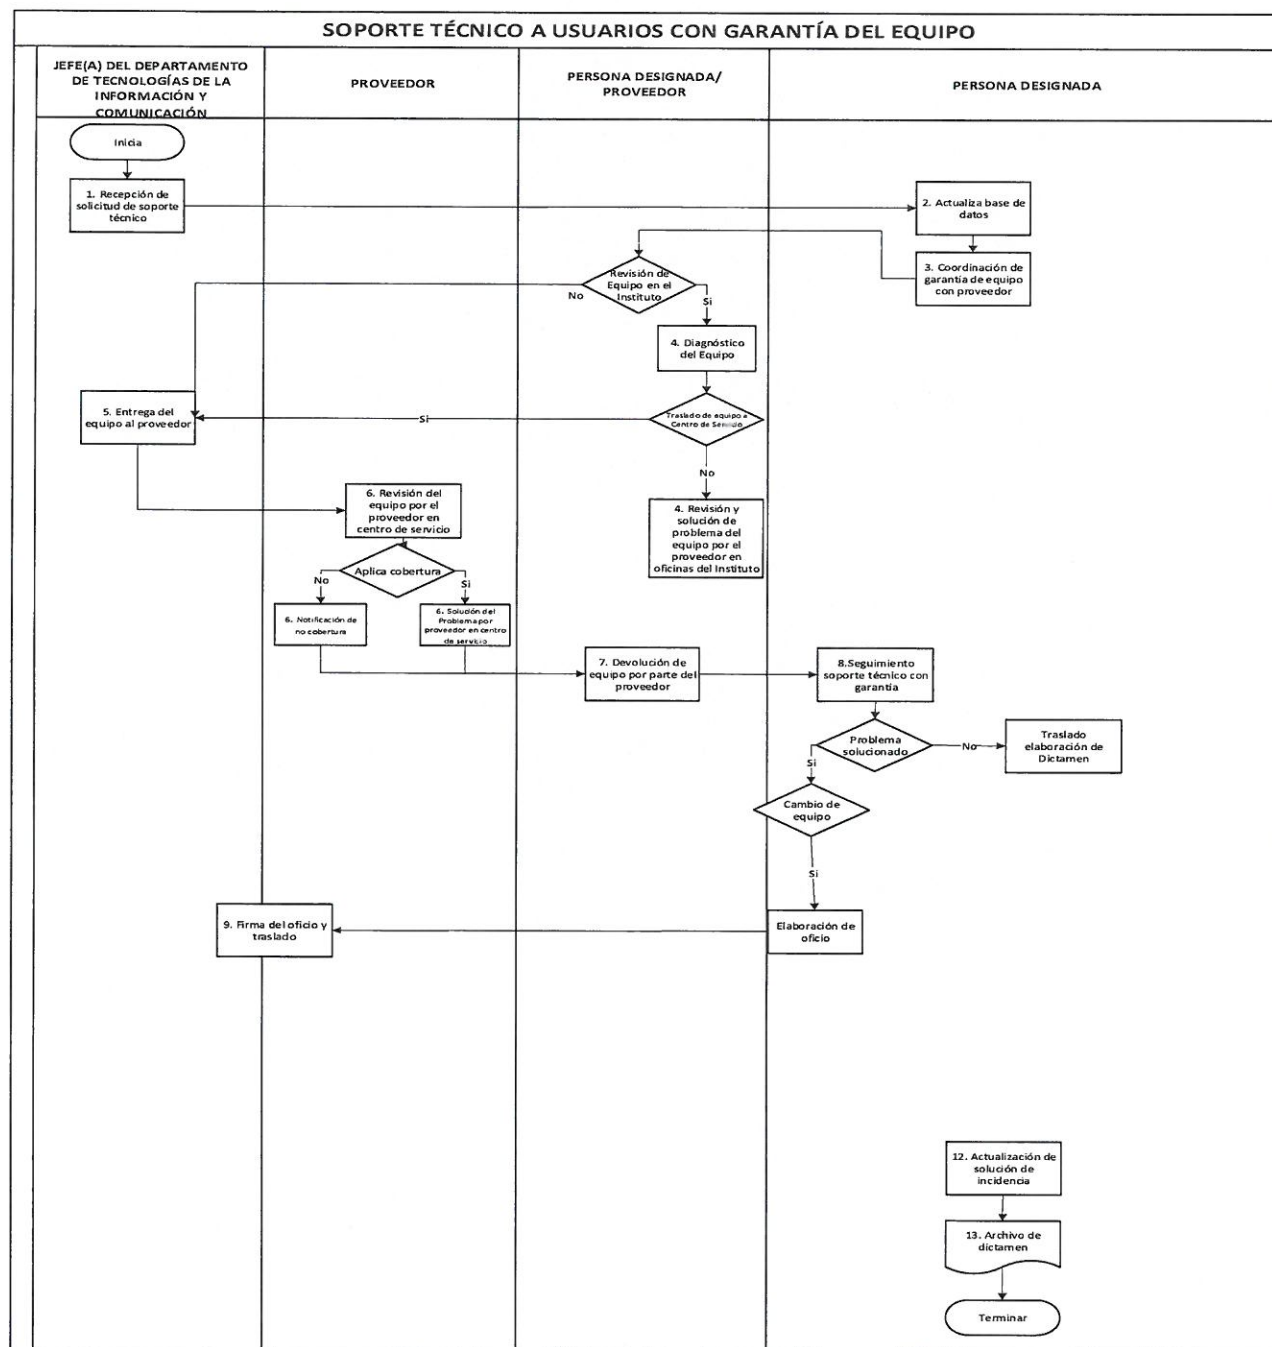 SOPORTE TÉCNICO A USUARIOS CON GARANTÍA DEL EQUIPO
JEFE(A) DEL DEPARTAMENTO
DE TECNOLOGÍAS DE LA
INFORMACIÓN Y
COMUNICACIÓN
PROVEEDOR
PERSONA DESIGNADA/
PROVEEDOR
PERSONA DESIGNADA
Inicia
1. Recepción de
solicitud de soporte
técnico
2. Actualiza base de
datos
3. Coordinación de
garantía de equipo
con proveedor
Revisión de
Equipo en el
Instituto
No
Si
4. Diagnóstico
del Equipo
5. Entrega del
equipo al proveedor
Si
Traslado de equipo a
Centro de Servicio
No
6. Revisión del
equipo por el
proveedor en
centro de servicio
4. Revisión y
solución de
problema del
equipo por el
proveedor en
oficinas del Instituto
Aplica cobertura
No
Si
6. Notificación de
no cobertura
6. Solución del
Problema por
proveedor en centro
de servicio
7. Devolución de
equipo por parte del
proveedor
8.Seguimiento
soporte técnico con
garantía
Problema
solucionado
No
Traslado
elaboración de
Dictamen
Si
Cambio de
equipo
Si
9. Firma del oficio y
traslado
Elaboración de
oficio
12. Actualización de
solución de
incidencia
13. Archivo de
dictamen
Terminar